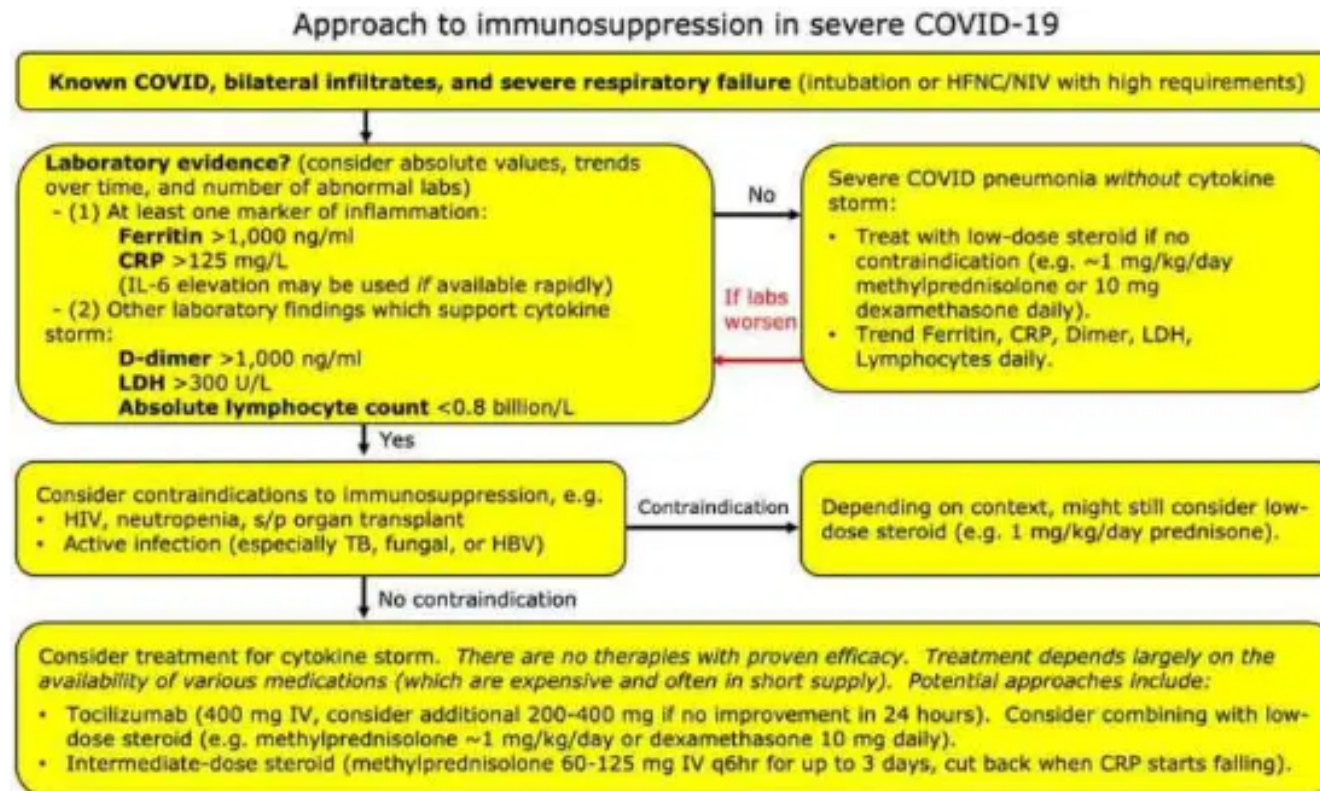 Approach to immunosuppression in severe COVID-19
Known COVID, bilateral infiltrates, and severe respiratory failure (intubation or HFNC/NIV with high requirements)
Laboratory evidence? (consider absolute values, trends
over time, and number of abnormal labs)
- (1) At least one marker of inflammation:
Ferritin >1,000 ng/ml
CRP >125 mg/L
(IL-6 elevation may be used if available rapidly)
- (2) Other laboratory findings which support cytokine
storm:
D-dimer >1,000 ng/ml
LDH >300 U/L
Absolute lymphocyte count <0.8 billion/L
No
If labs
worsen
Severe COVID pneumonia without cytokine
storm:
• Treat with low-dose steroid if no
contraindication (e.g. ~1 mg/kg/day
methylprednisolone or 10 mg
dexamethasone daily).
• Trend Ferritin, CRP, Dimer, LDH,
Lymphocytes daily.
Yes
Consider contraindications to immunosuppression, e.g.
• HIV, neutropenia, s/p organ transplant
• Active infection (especially TB, fungal, or HBV)
Contraindication
Depending on context, might still consider low-
dose steroid (e.g. 1 mg/kg/day prednisone).
No contraindication
Consider treatment for cytokine storm. There are no therapies with proven efficacy. Treatment depends largely on the
availability of various medications (which are expensive and often in short supply). Potential approaches include:
• Tocilizumab (400 mg IV, consider additional 200-400 mg if no improvement in 24 hours). Consider combining with low-
dose steroid (e.g. methylprednisolone ~1 mg/kg/day or dexamethasone 10 mg daily).
• Intermediate-dose steroid (methylprednisolone 60-125 mg IV q6hr for up to 3 days, cut back when CRP starts falling).